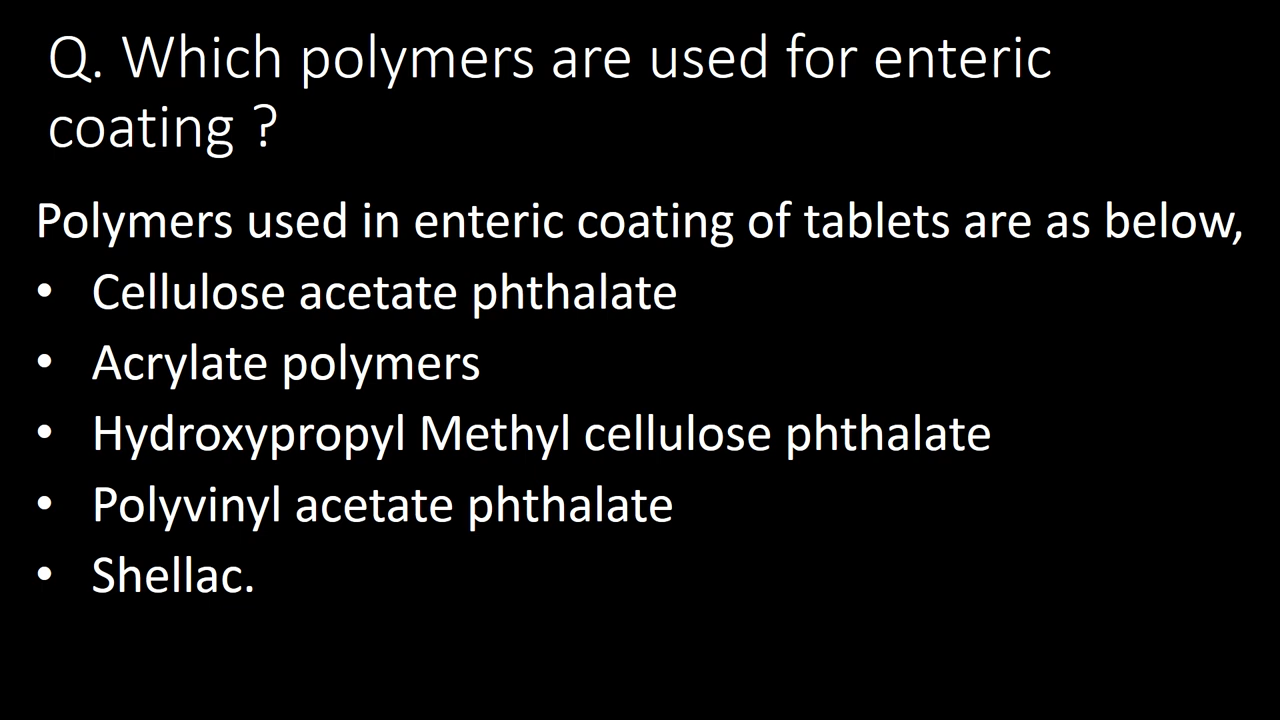 Q. Which polymers are used for enteric
coating ?
Polymers used in enteric coating of tablets are as below,
• Cellulose acetate phthalate
• Acrylate polymers
• Hydroxypropyl Methyl cellulose phthalate
• Polyvinyl acetate phthalate
• Shellac.